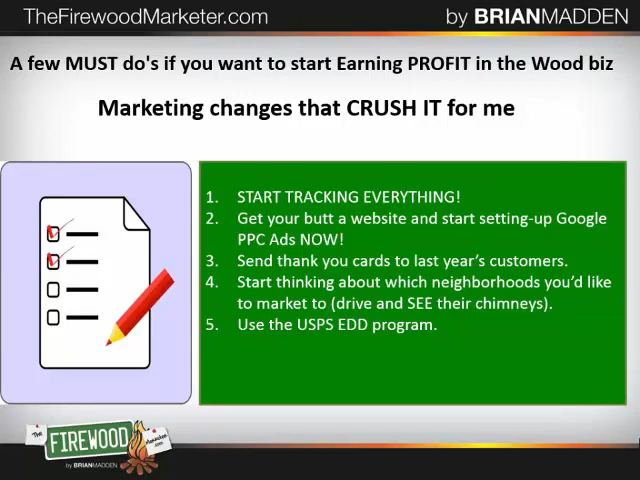 TheFirewoodMarketer.com by BRIANMADDEN
A few MUST do's if you want to start Earning PROFIT in the Wood biz
Marketing changes that CRUSH IT for me
1. START TRACKING EVERYTHING!
2. Get your butt a website and start setting-up Google
PPC Ads NOW!
3. Send thank you cards to last year's customers.
4. Start thinking about which neighborhoods you'd like
to market to (drive and SEE their chimneys).
5. Use the USPS EDD program.
The
FIREWOOD
Marketer
.com
by BRIANMADDEN